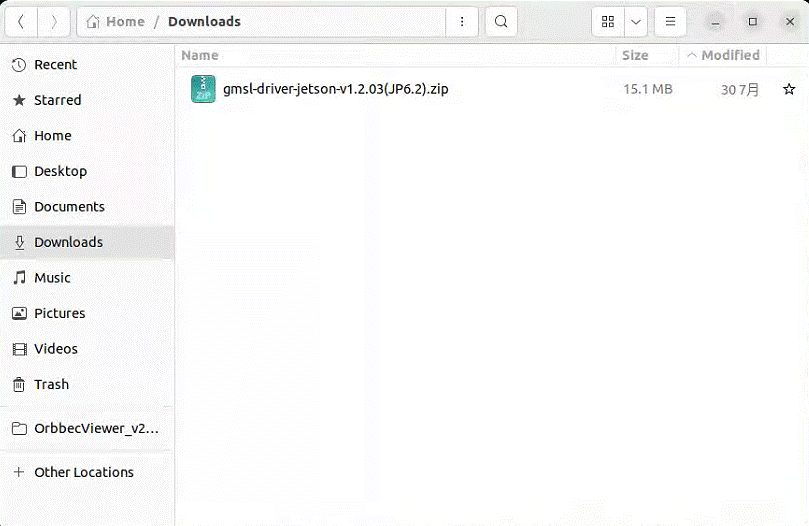 Home / Downloads
Name Size Modified
Recent
ZIP gmsl-driver-jetson-v1.2.03(JP6.2).zip 15.1 MB 30 7月
Starred
Home
Desktop
Documents
Downloads
Music
Pictures
Videos
Trash
OrbbecViewer_v2...
Other Locations